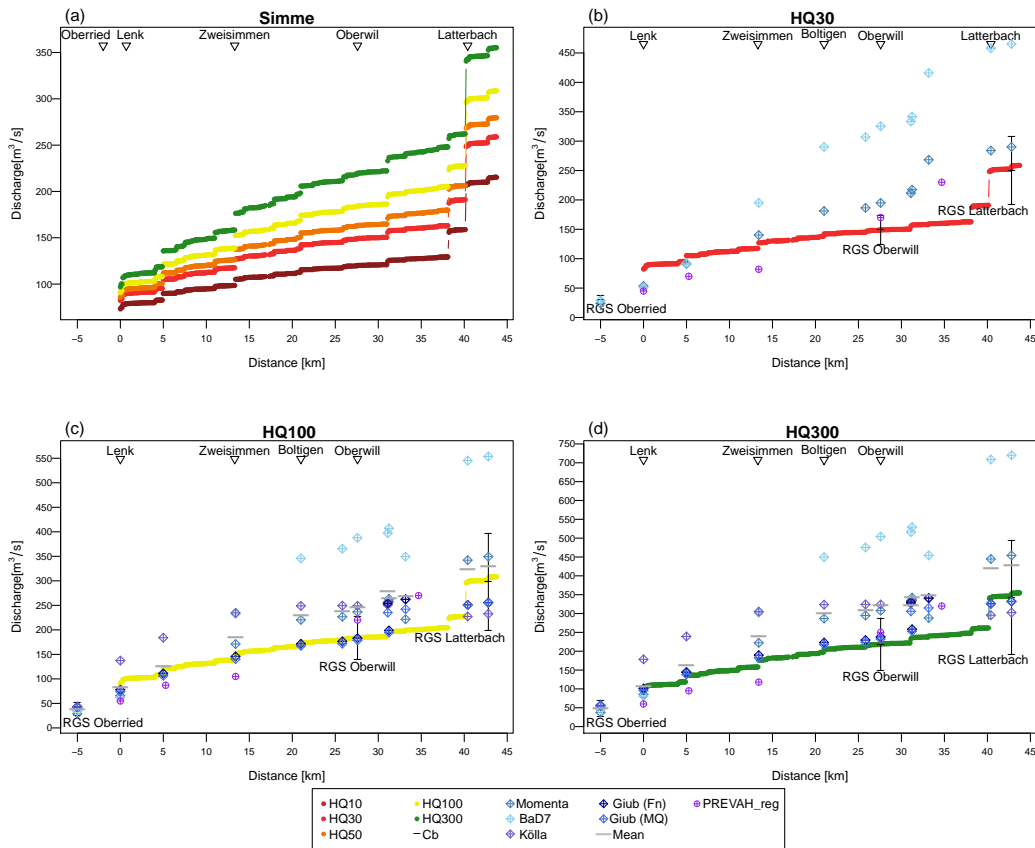 (a)
Simme
Oberried Lenk Zweisimmen Oberwil Latterbach
Discharge[m³/s]
350
300
250
200
150
100
−5 0 5 10 15 20 25 30 35 40 45
Distance [km]
(b)
HQ30
Lenk Zweisimmen Boltigen Oberwill Latterbach
Discharge[m³/s]
450
400
350
300
250
200
150
100
50
0
RGS Oberried
RGS Oberwill
RGS Latterbach
−5 0 5 10 15 20 25 30 35 40 45
Distance [km]
(c)
HQ100
Lenk Zweisimmen Boltigen Oberwill
Discharge[m³/s]
550
500
450
400
350
300
250
200
150
100
50
0
RGS Oberried
RGS Oberwill
RGS Latterbach
−5 0 5 10 15 20 25 30 35 40 45
Distance [km]
(d)
HQ300
Lenk Zweisimmen Boltigen Oberwill
Discharge[m³/s]
750
700
650
600
550
500
450
400
350
300
250
200
150
100
50
0
RGS Oberried
RGS Oberwill
RGS Latterbach
−5 0 5 10 15 20 25 30 35 40 45
Distance [km]
HQ10 HQ100 Momenta Giub (Fn) PREVAH_reg
HQ30 HQ300 BaD7 Giub (MQ)
HQ50 Cb Kölla Mean